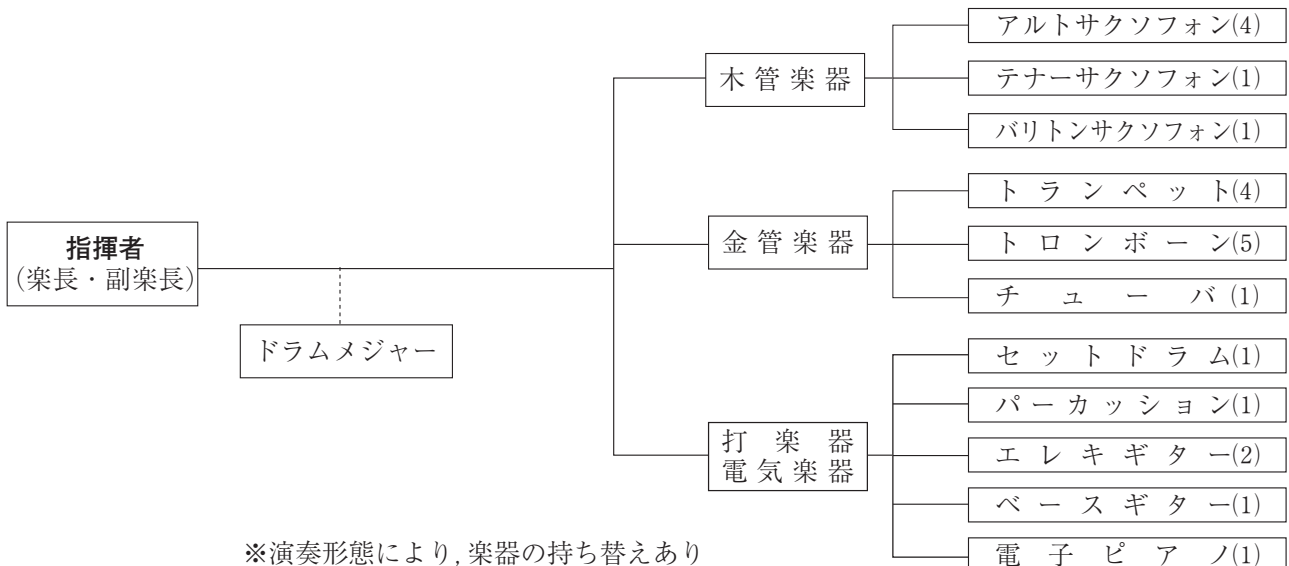 アルトサクソフォン(4)
木管楽器
テナーサクソフォン(1)
バリトンサクソフォン(1)
トランペット(4)
指揮者
(楽長・副楽長)
金管楽器
トロンボーン(5)
チューバ(1)
ドラムメジャー
セットドラム(1)
パーカッション(1)
打楽器
電気楽器
エレキギター(2)
ベースギター(1)
電子ピアノ(1)
※演奏形態により,楽器の持ち替えあり